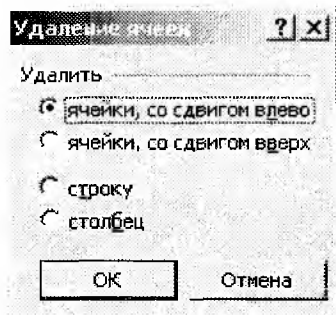 Удаление ячеек
Удалить
ячейки, со сдвигом влево
ячейки, со сдвигом вверх
строку
столбец
ОК
Отмена